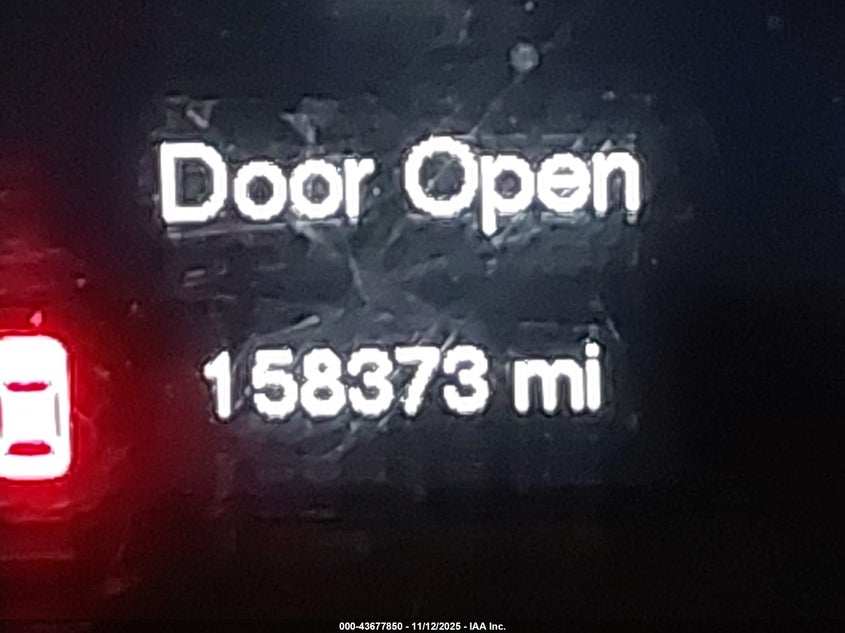 Door Open
158373 mi
000-43677850 - 11/12/2025 - IAA Inc.